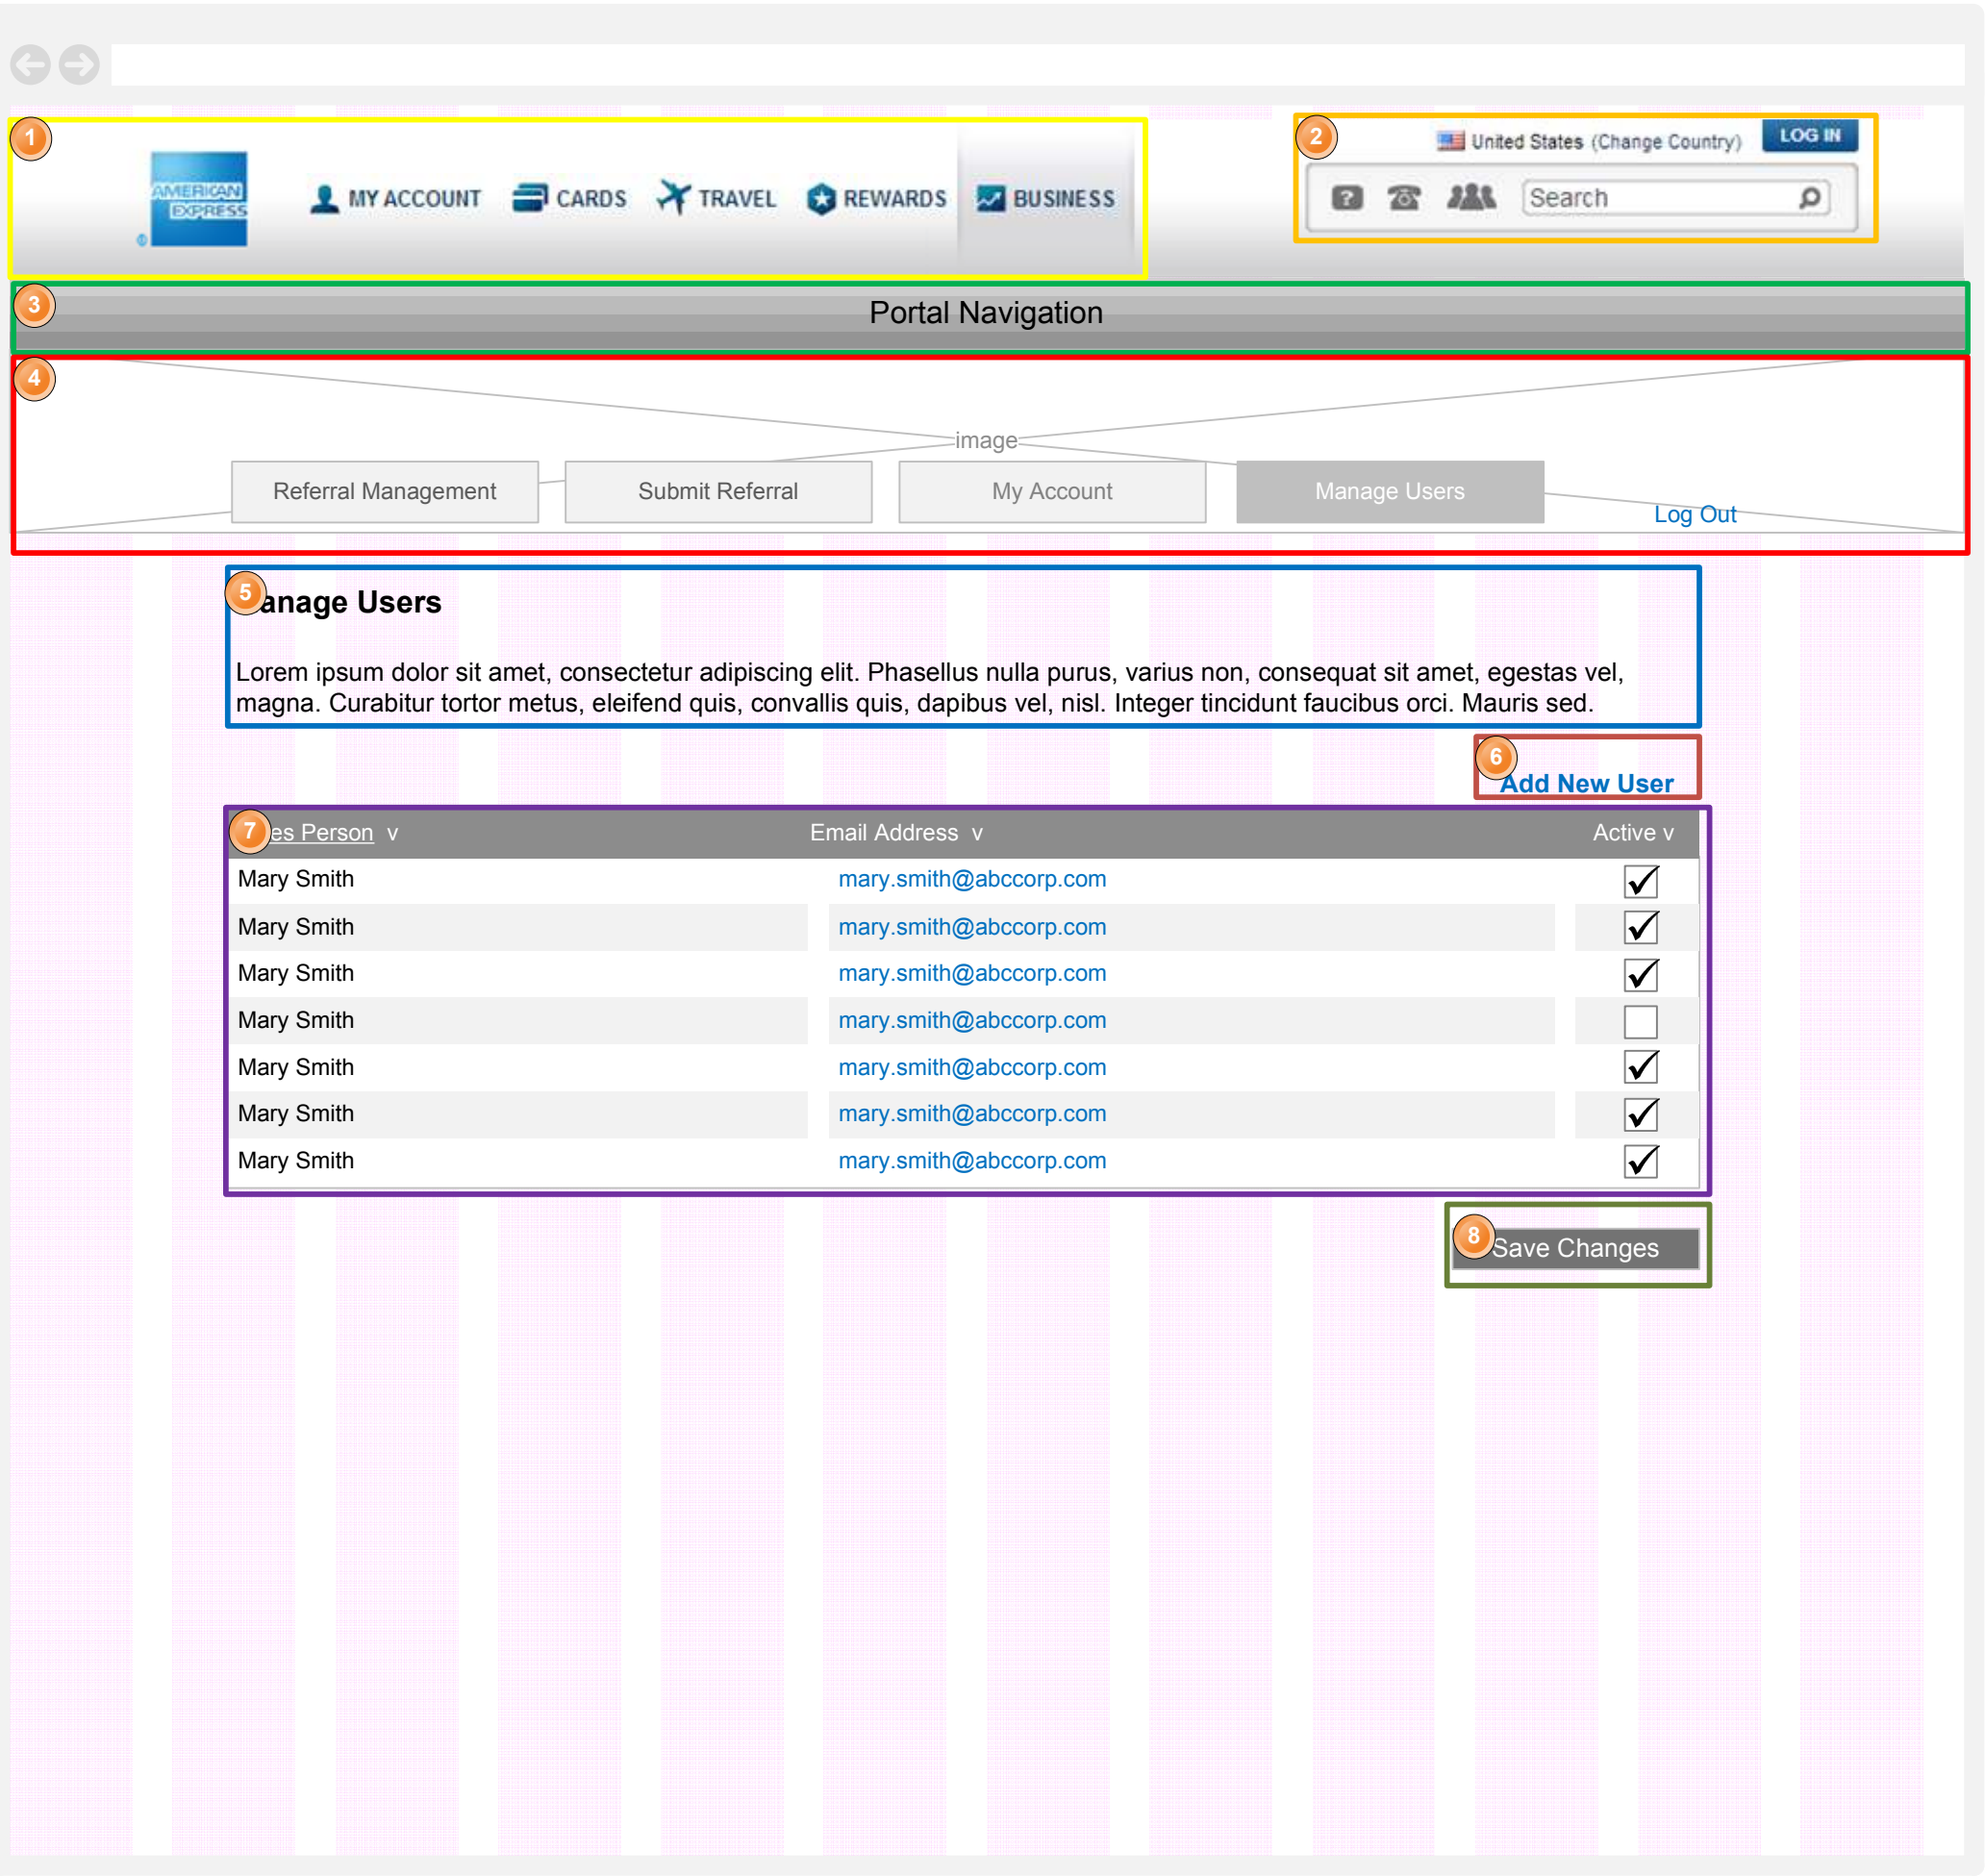 1
2
United States (Change Country) LOG IN
AMERICAN EXPRESS
®
MY ACCOUNT CARDS TRAVEL REWARDS BUSINESS
? Search
3
Portal Navigation
4
image
Referral Management Submit Referral My Account Manage Users
Log Out
5
anage Users
Lorem ipsum dolor sit amet, consectetur adipiscing elit. Phasellus nulla purus, varius non, consequat sit amet, egestas vel,
magna. Curabitur tortor metus, eleifend quis, convallis quis, dapibus vel, nisl. Integer tincidunt faucibus orci. Mauris sed.
6
Add New User
7
es Person v Email Address v Active v
Mary Smith mary.smith@abccorp.com
Mary Smith mary.smith@abccorp.com
Mary Smith mary.smith@abccorp.com
Mary Smith mary.smith@abccorp.com
Mary Smith mary.smith@abccorp.com
Mary Smith mary.smith@abccorp.com
Mary Smith mary.smith@abccorp.com
8
Save Changes